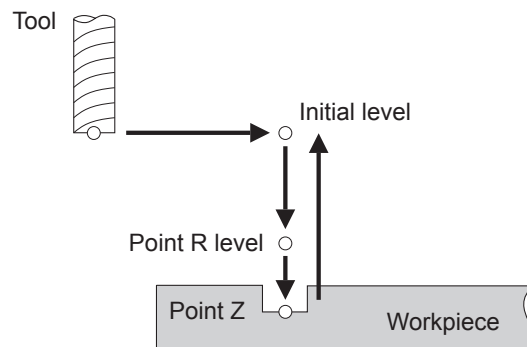 Tool
Initial level
Point R level
Point Z
Workpiece